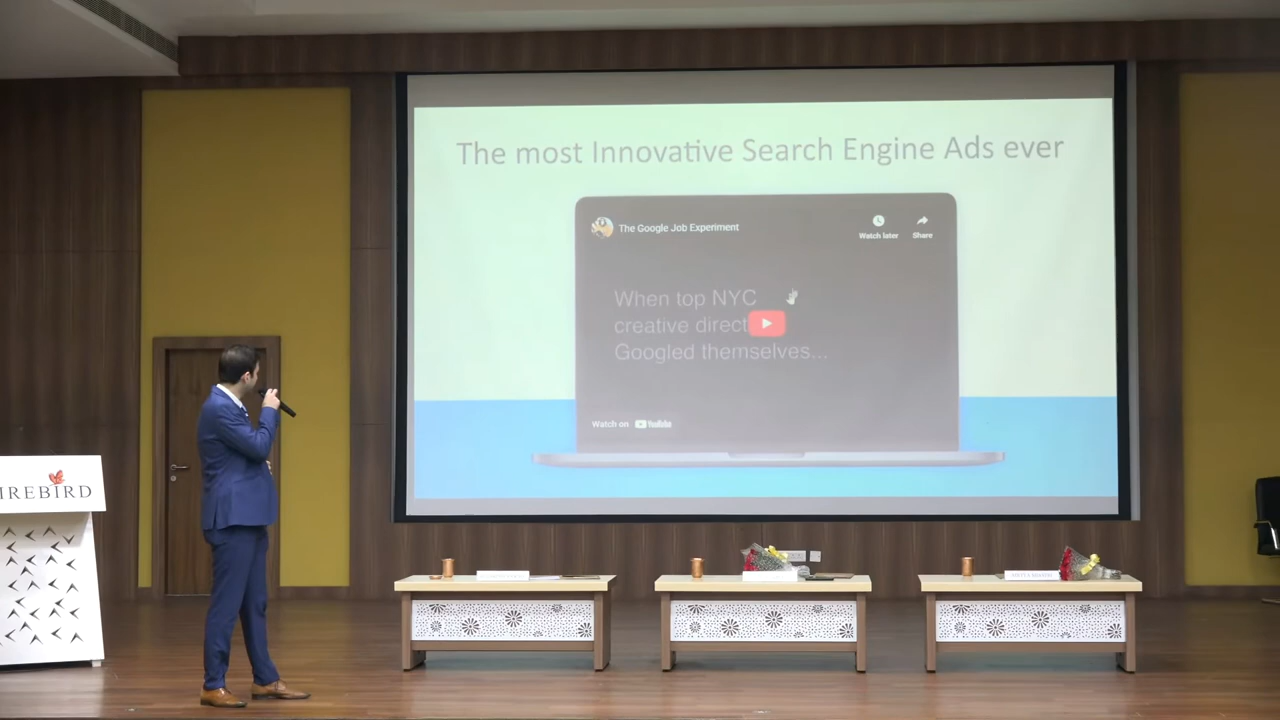 The most Innovative Search Engine Ads ever
The Google Job Experiment
Watch later
Share
When top NYC
creative direct
Googled themselves...
Watch on YouTube
IREBIRD